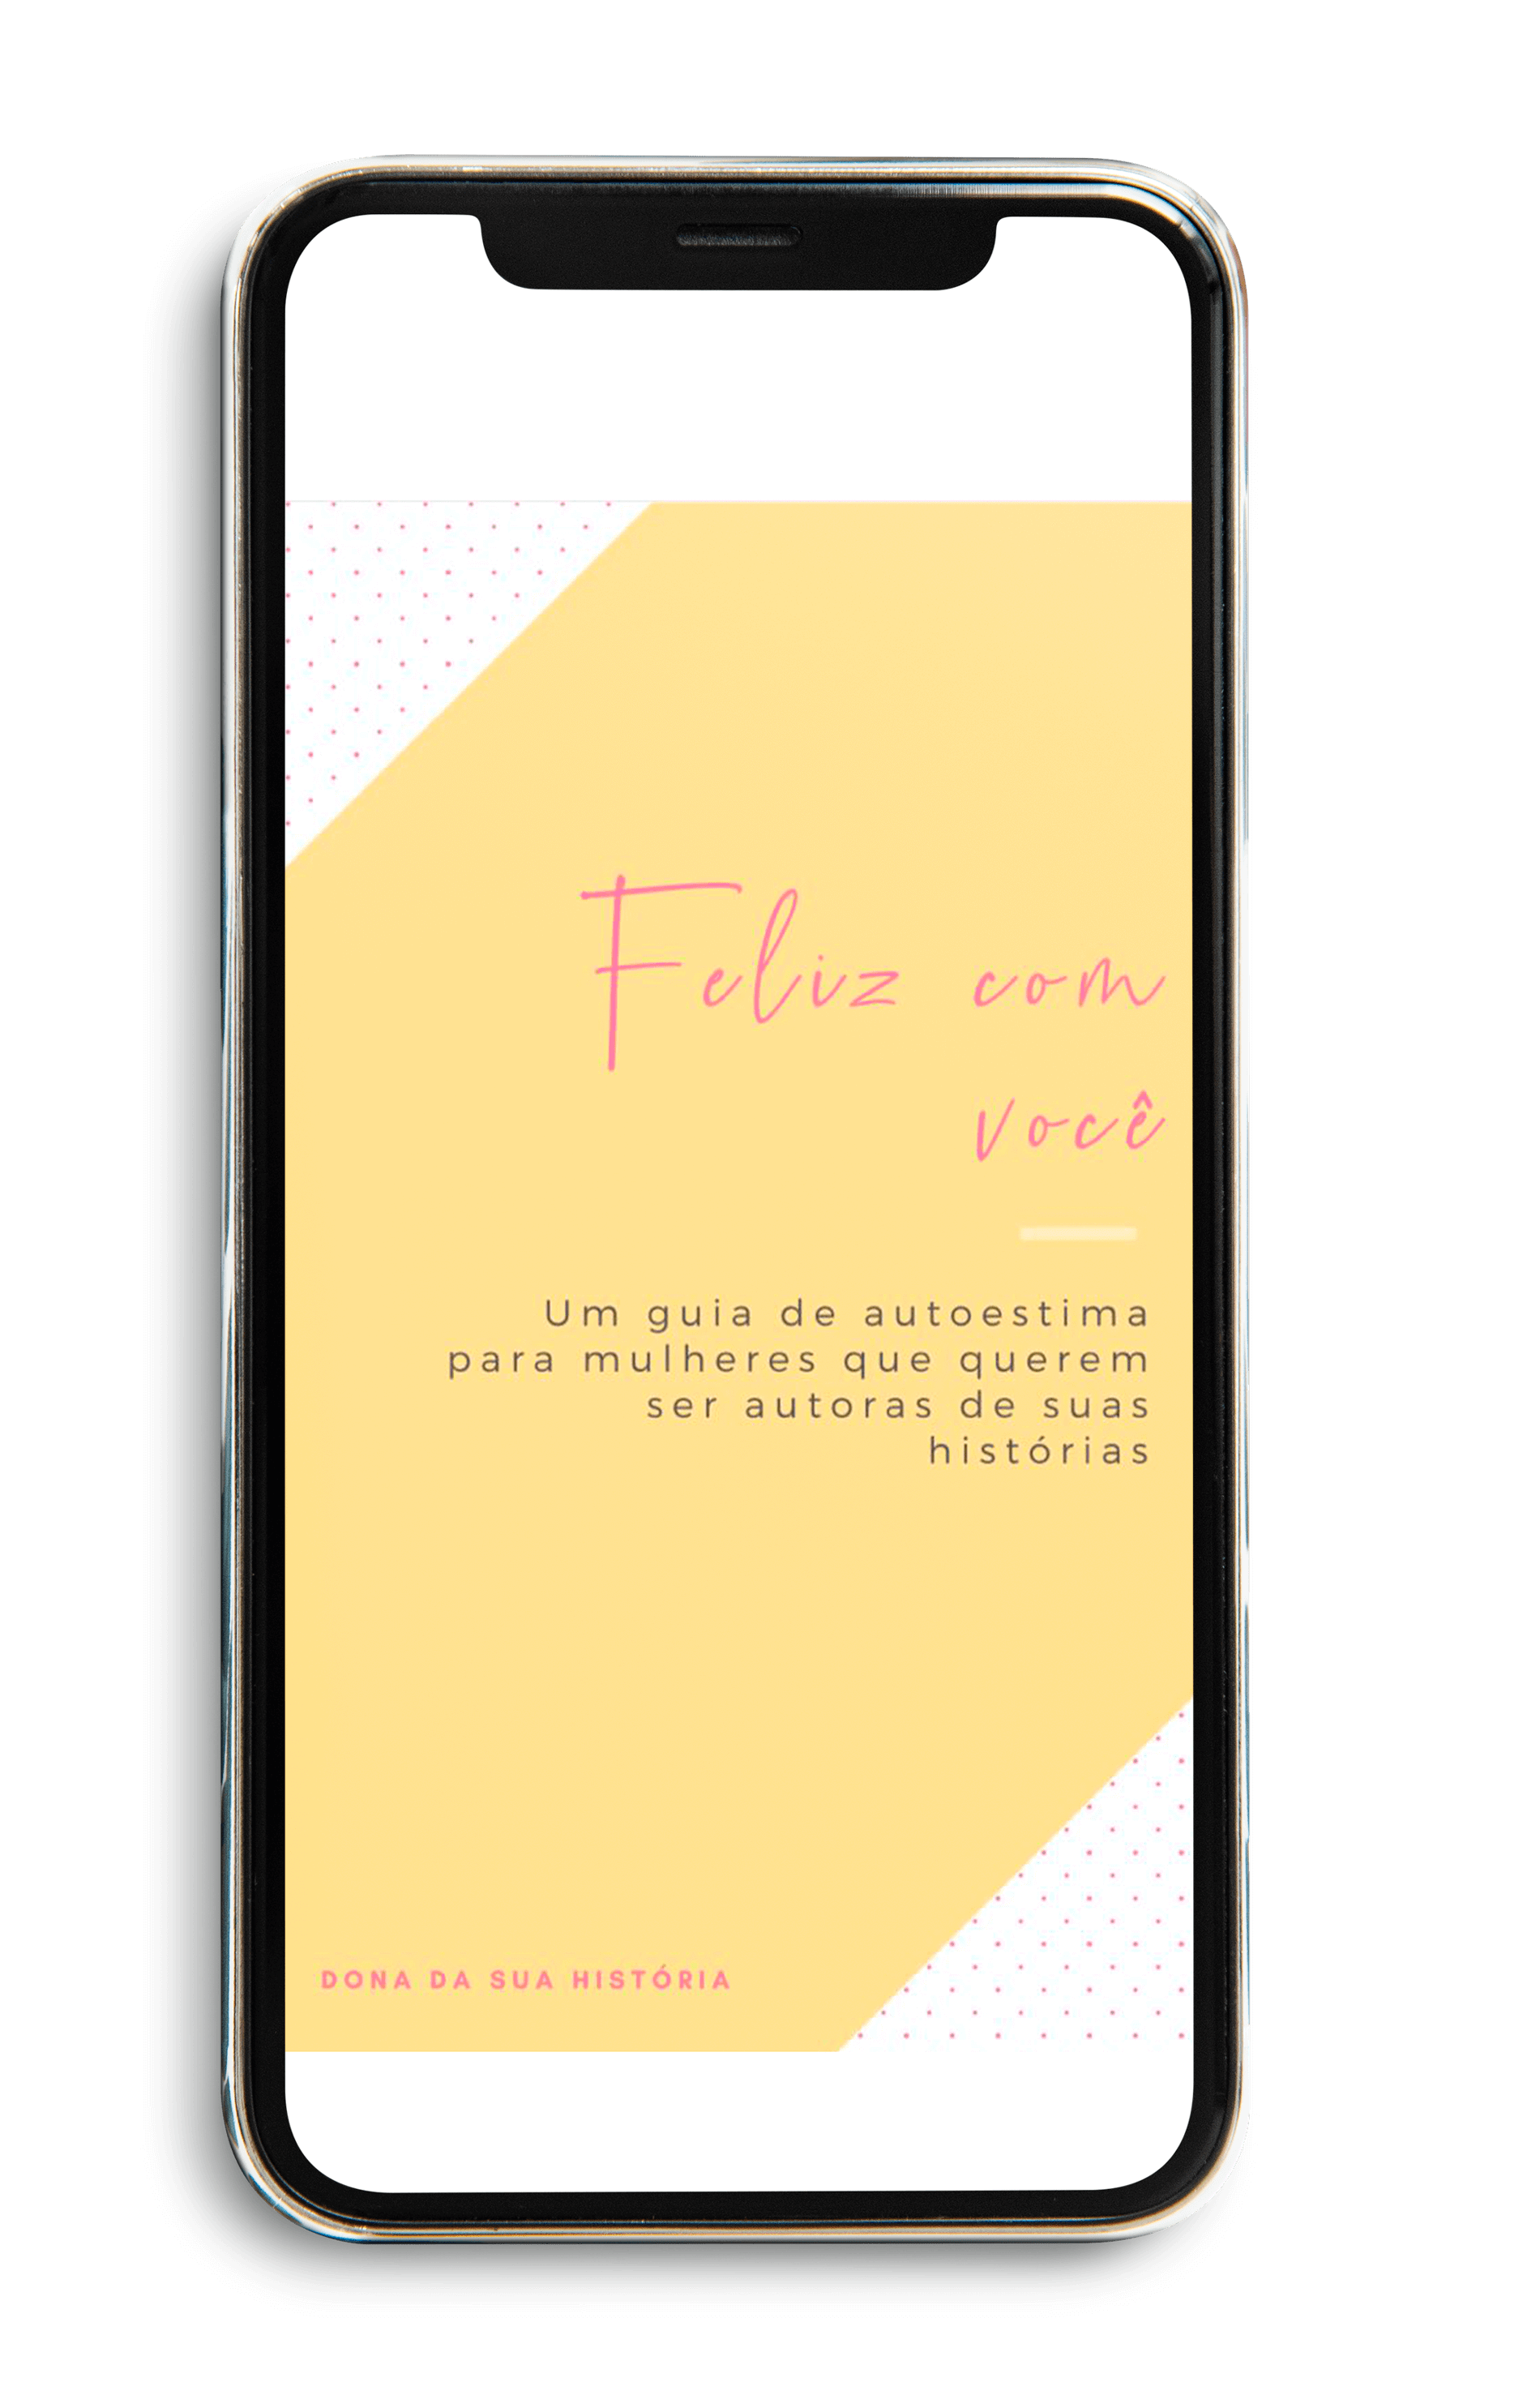 Feliz com
você
Um guia de autoestima
para mulheres que querem
ser autoras de suas
histórias
DONA DA SUA HISTÓRIA